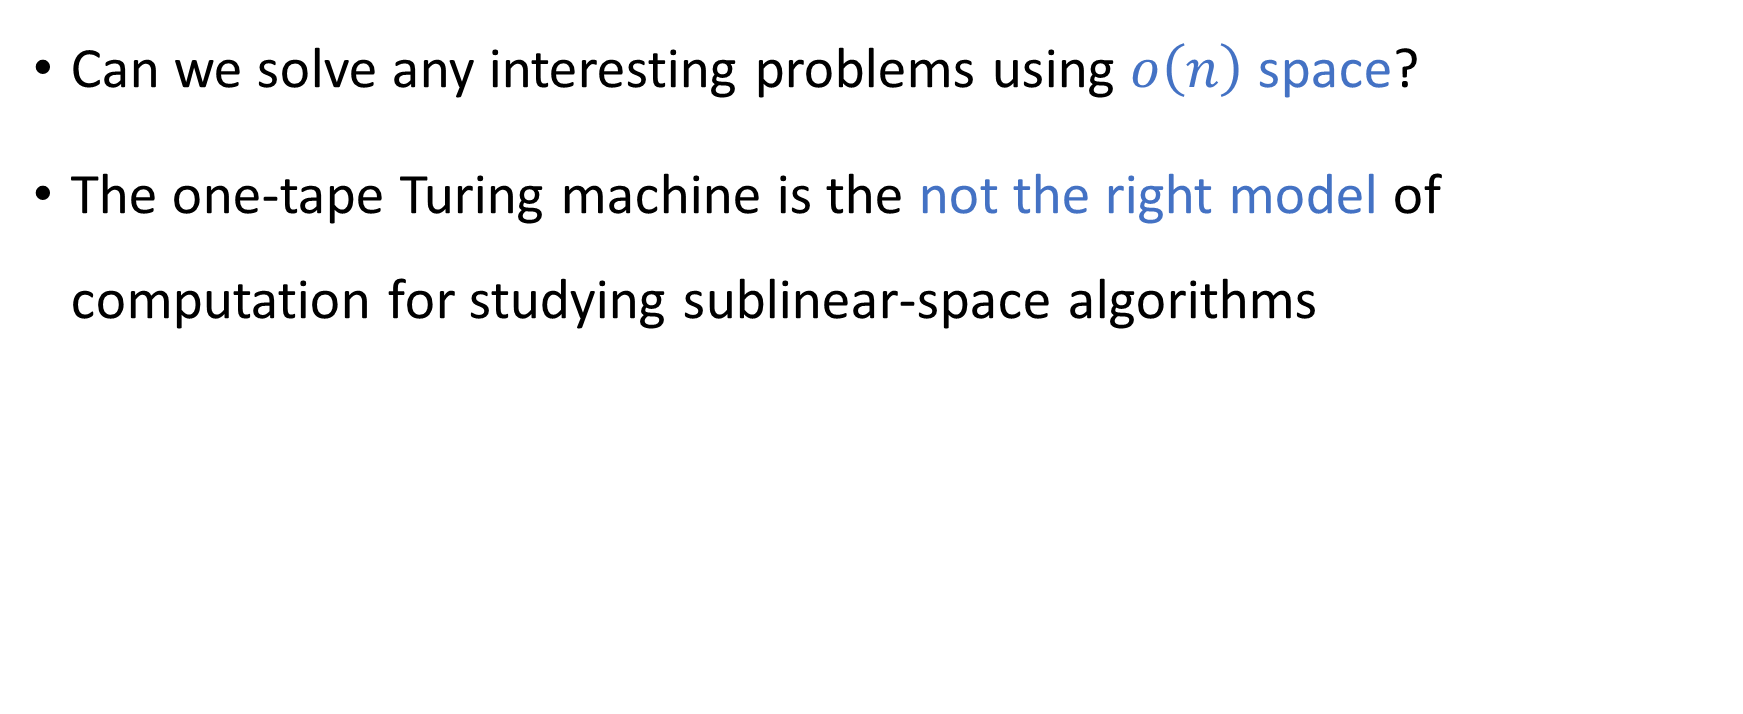 • Can we solve any interesting problems using o(n) space?
• The one-tape Turing machine is the not the right model of
computation for studying sublinear-space algorithms